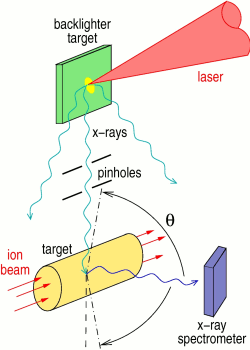 backlighter
target
laser
x-rays
pinholes
θ
ion
beam
target
x-ray
spectrometer